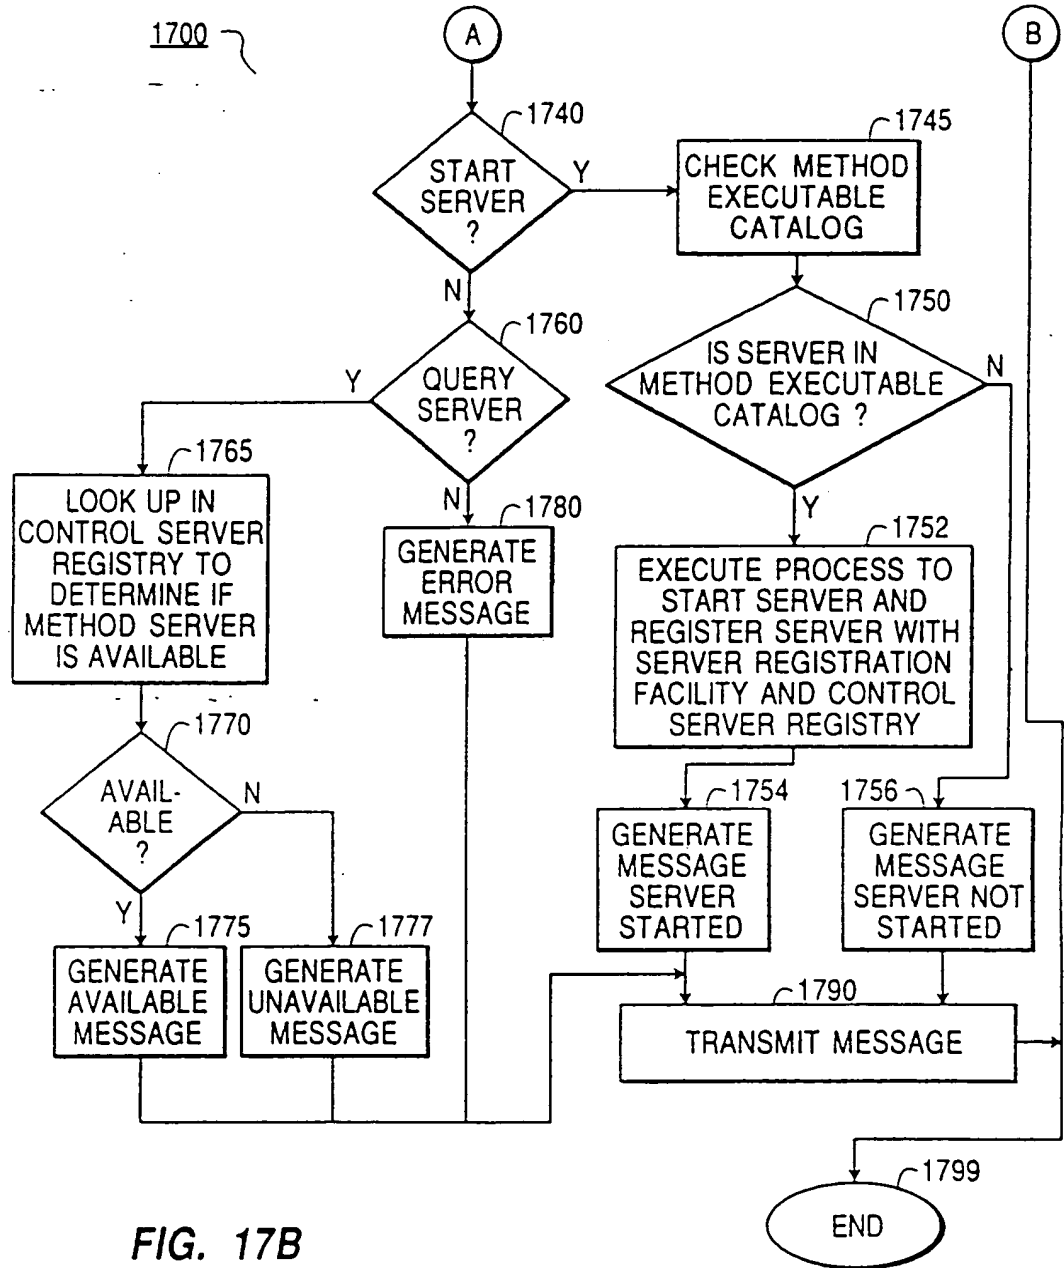 1700
A
B
1740
START
SERVER
?
Y
N
1745
CHECK METHOD
EXECUTABLE
CATALOG
1750
IS SERVER IN
METHOD EXECUTABLE
CATALOG ?
N
Y
1760
QUERY
SERVER
?
Y
N
1765
LOOK UP IN
CONTROL SERVER
REGISTRY TO
DETERMINE IF
METHOD SERVER
IS AVAILABLE
1780
GENERATE
ERROR
MESSAGE
1752
EXECUTE PROCESS TO
START SERVER AND
REGISTER SERVER WITH
SERVER REGISTRATION
FACILITY AND CONTROL
SERVER REGISTRY
1770
AVAIL-
ABLE
?
N
Y
1754
GENERATE
MESSAGE
SERVER
STARTED
1756
GENERATE
MESSAGE
SERVER NOT
STARTED
1775
GENERATE
AVAILABLE
MESSAGE
1777
GENERATE
UNAVAILABLE
MESSAGE
1790
TRANSMIT MESSAGE
1799
END
FIG. 17B